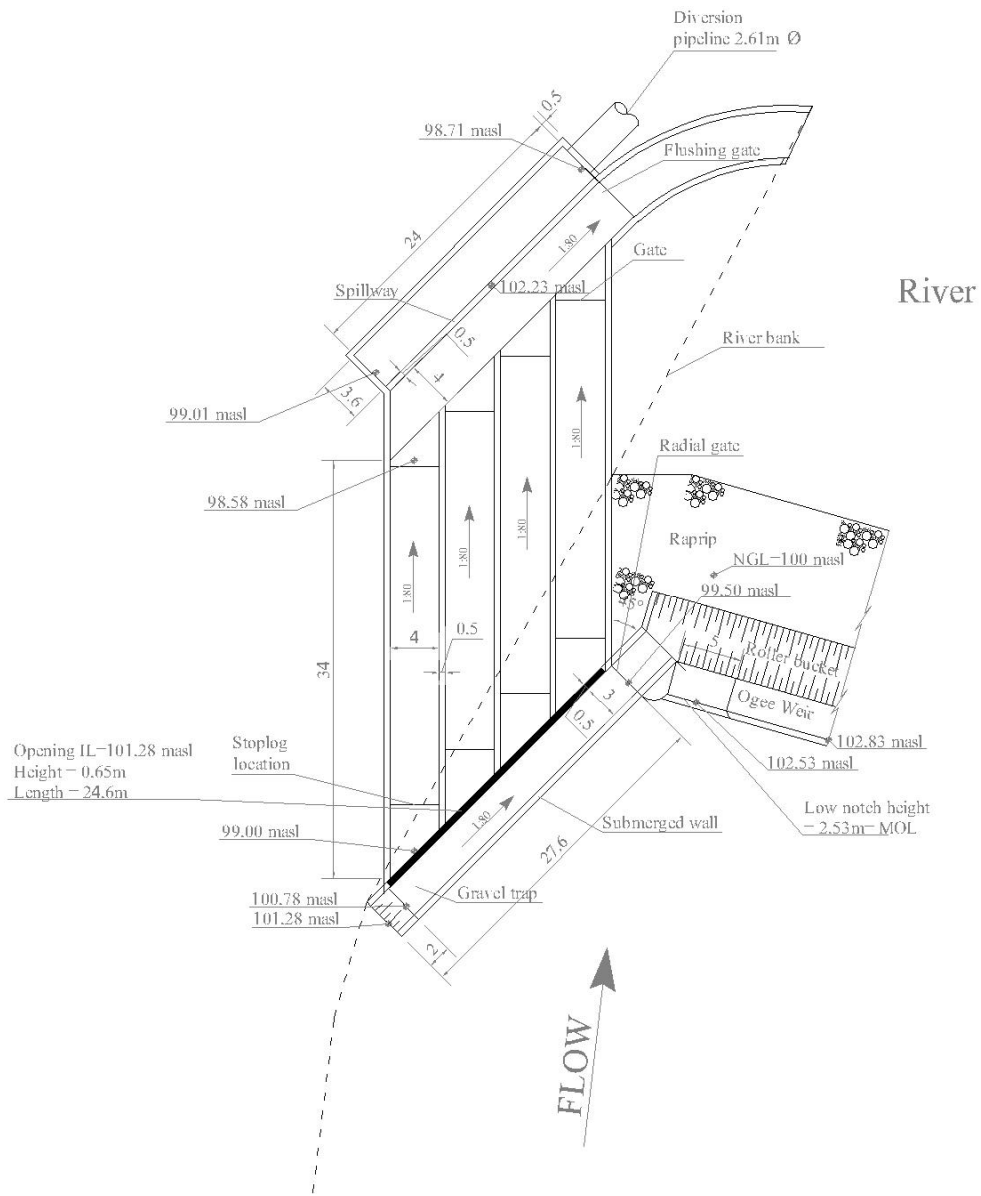 Diversion
pipeline 2.61m Ø
0.5
98.71 masl
Flushing gate
24
1:80
Gate
102.23 masl
River
Spillway
0.5
River bank
4
3.6
99.01 masl
1:80
Radial gate
98.58 masl
1:80
1:80
Raprip
NGL=100 masl
99.50 masl
1:80
45°
4
0.5
5
Roller bucket
34
3
Ogee Weir
0.5
102.83 masl
102.53 masl
Opening IL=101.28 masl
Height = 0.65m
Length = 24.6m
Stoplog
location
Low notch height
= 2.53m= MOL
1:80
99.00 masl
Submerged wall
27.6
Gravel trap
100.78 masl
101.28 masl
2
FLOW